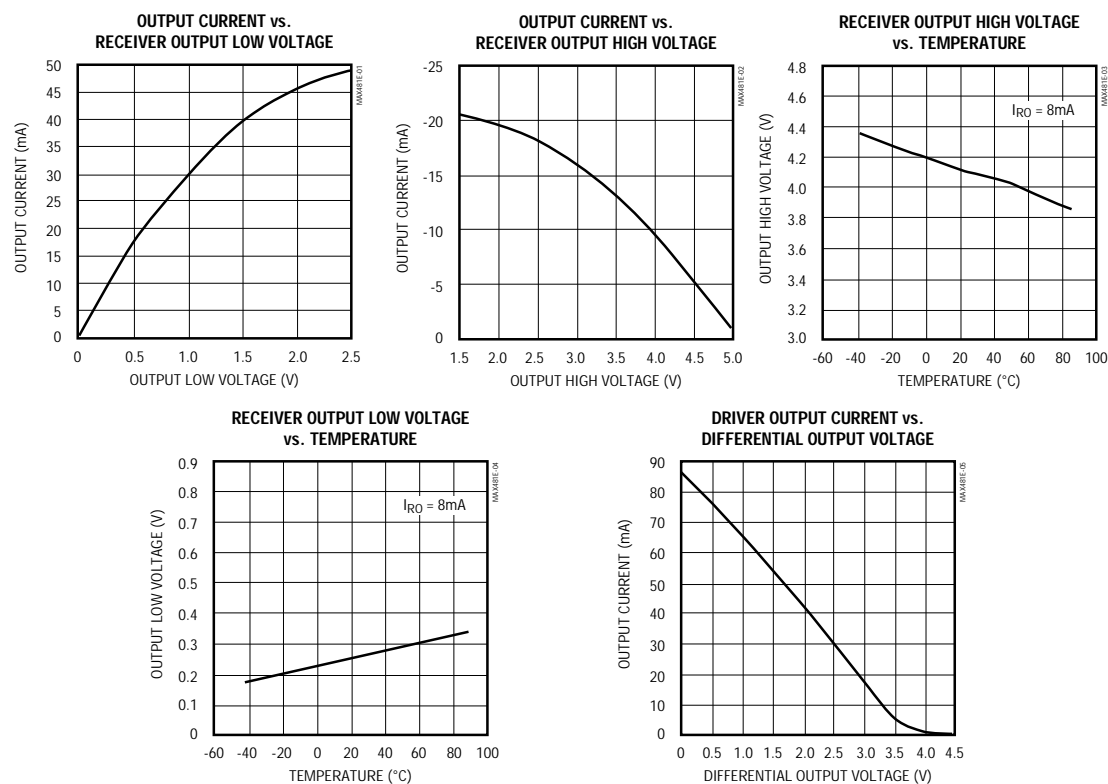 OUTPUT CURRENT vs.
RECEIVER OUTPUT LOW VOLTAGE
50
45
40
35
30
25
20
15
10
5
0
OUTPUT CURRENT (mA)
MAX481E-01
0 0.5 1.0 1.5 2.0 2.5
OUTPUT LOW VOLTAGE (V)
OUTPUT CURRENT vs.
RECEIVER OUTPUT HIGH VOLTAGE
-25
-20
-15
-10
-5
0
OUTPUT CURRENT (mA)
MAX481E-02
1.5 2.0 2.5 3.0 3.5 4.0 4.5 5.0
OUTPUT HIGH VOLTAGE (V)
RECEIVER OUTPUT HIGH VOLTAGE
vs. TEMPERATURE
4.8
4.6
4.4
4.2
4.0
3.8
3.6
3.4
3.2
3.0
OUTPUT HIGH VOLTAGE (V)
IRO = 8mA
MAX481E-03
-60 -40 -20 0 20 40 60 80 100
TEMPERATURE (°C)
RECEIVER OUTPUT LOW VOLTAGE
vs. TEMPERATURE
0.9
0.8
0.7
0.6
0.5
0.4
0.3
0.2
0.1
0
OUTPUT LOW VOLTAGE (V)
IRO = 8mA
MAX481E-04
-60 -40 -20 0 20 40 60 80 100
TEMPERATURE (°C)
DRIVER OUTPUT CURRENT vs.
DIFFERENTIAL OUTPUT VOLTAGE
90
80
70
60
50
40
30
20
10
0
OUTPUT CURRENT (mA)
MAX481E-05
0 0.5 1.0 1.5 2.0 2.5 3.0 3.5 4.0 4.5
DIFFERENTIAL OUTPUT VOLTAGE (V)